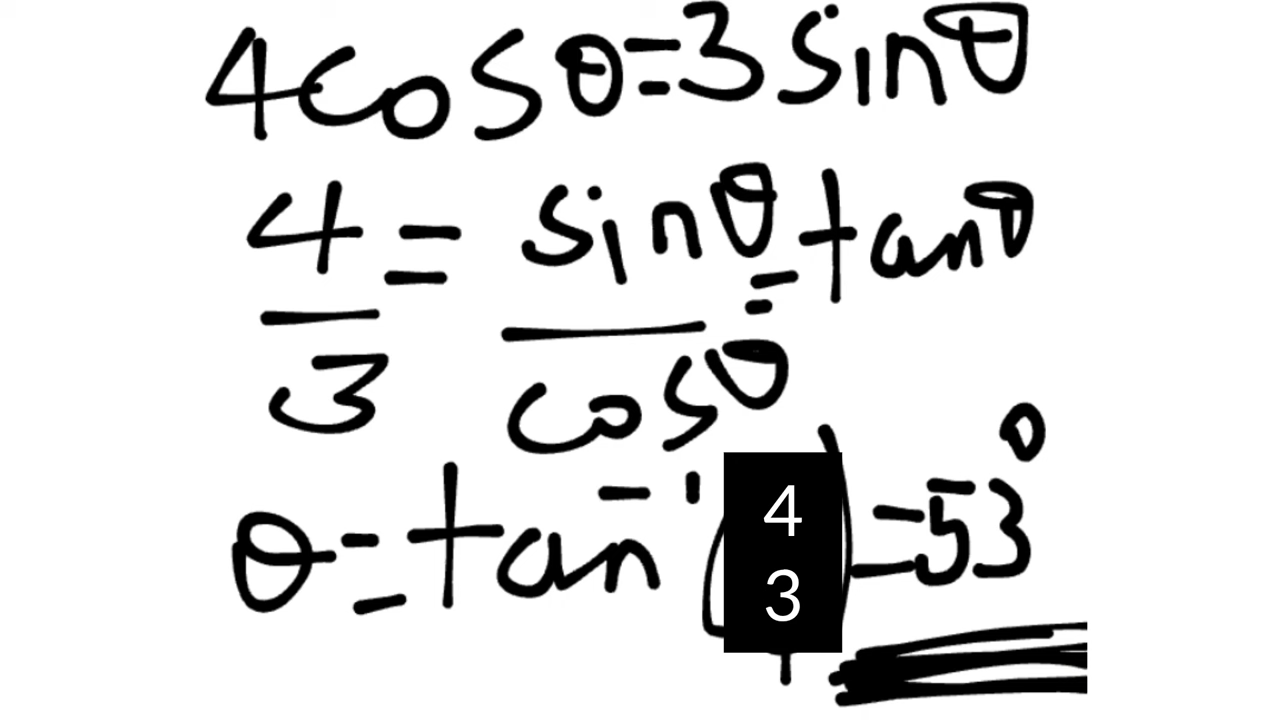 4cosθ=3sinθ
4/3 = sinθ/cosθ = tanθ
θ=tan⁻¹(4/3)=53°